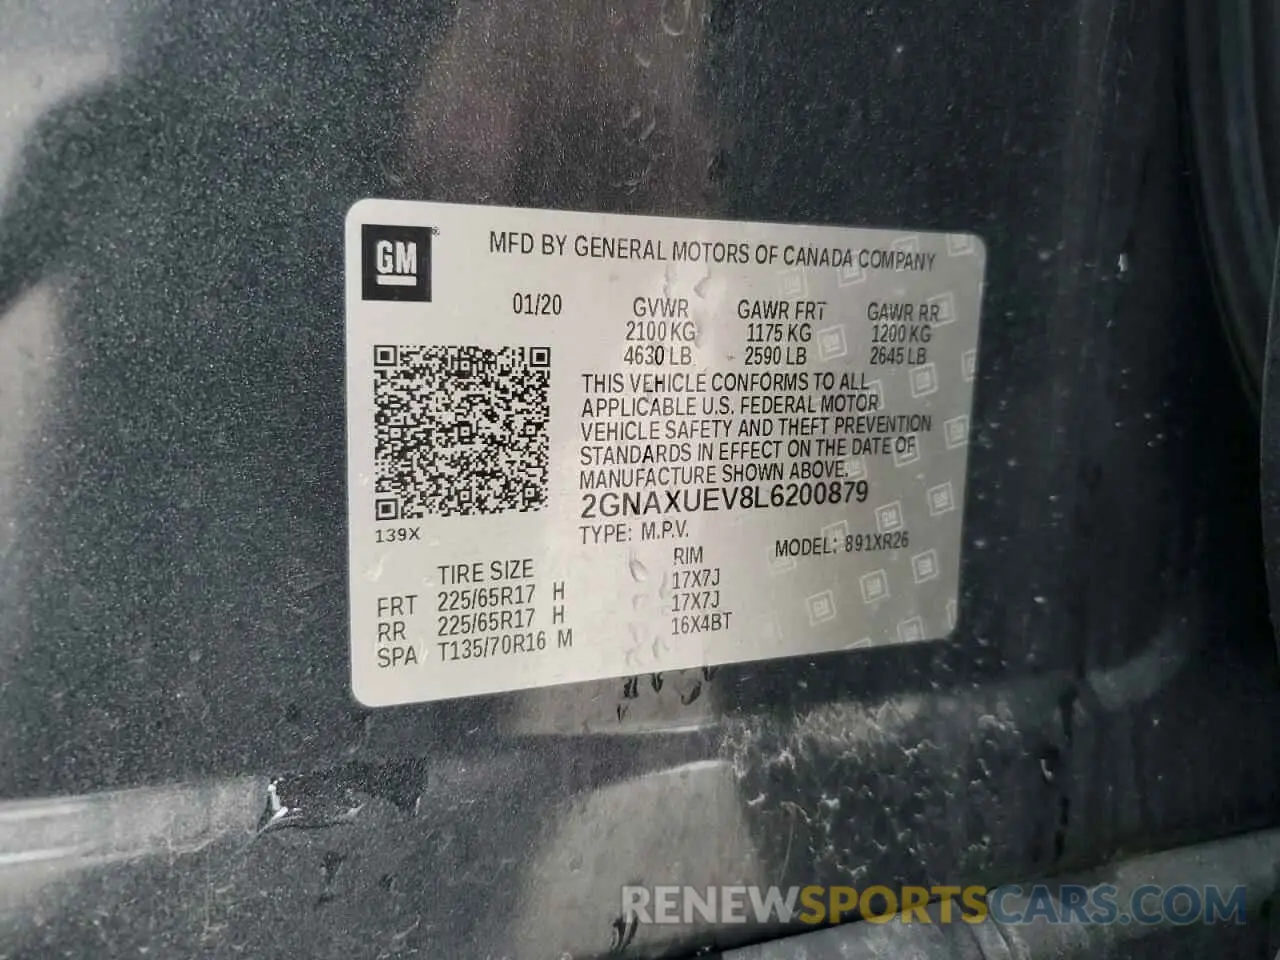 GM®
MFD BY GENERAL MOTORS OF CANADA COMPANY
01/20 GVWR GAWR FRT GAWR RR
2100 KG 1175 KG 1200 KG
4630 LB 2590 LB 2645 LB
THIS VEHICLE CONFORMS TO ALL
APPLICABLE U.S. FEDERAL MOTOR
VEHICLE SAFETY AND THEFT PREVENTION
STANDARDS IN EFFECT ON THE DATE OF
MANUFACTURE SHOWN ABOVE.
2GNAXUEV8L6200879
139X
TYPE: M.P.V. MODEL: 891XR26
TIRE SIZE RIM
FRT 225/65R17 H 17X7J
RR 225/65R17 H 17X7J
SPA T135/70R16 M 16X4BT
RENEWSPORTSCARS.COM